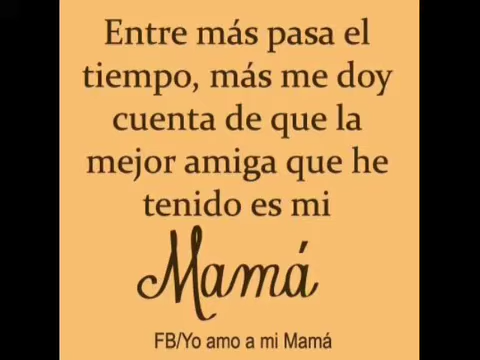 Entre más pasa el
tiempo, más me doy
cuenta de que la
mejor amiga que he
tenido es mi
Mamá
FB/Yo amo a mi Mamá